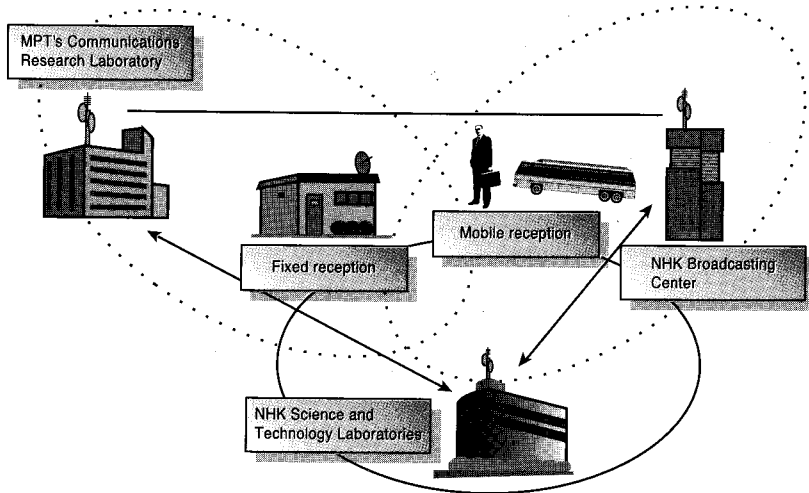 MPT's Communications
Research Laboratory
Mobile reception
Fixed reception
NHK Broadcasting
Center
NHK Science and
Technology Laboratories